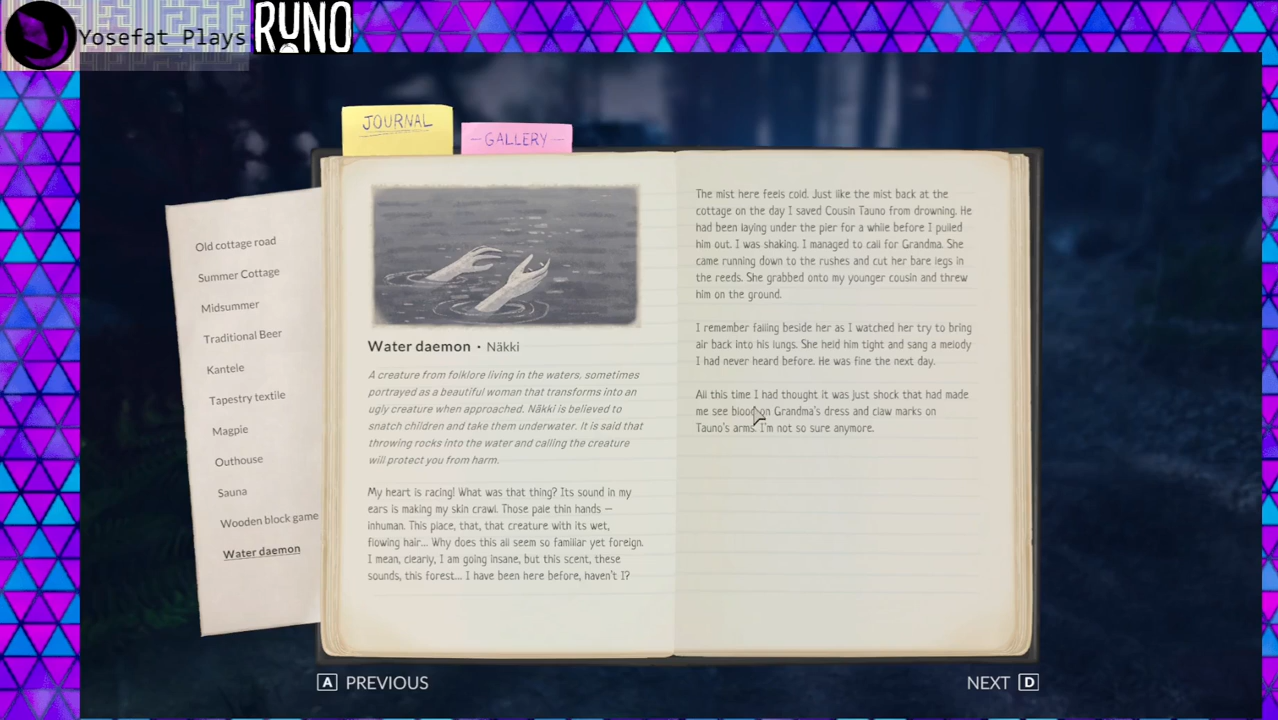 Yosefat Plays
RUNO
JOURNAL
- GALLERY -
Old cottage road
Summer Cottage
Midsummer
Traditional Beer
Kantele
Tapestry textile
Magpie
Outhouse
Sauna
Wooden block game
Water daemon
Water daemon · Näkki
A creature from folklore living in the waters, sometimes
portrayed as a beautiful woman that transforms into an
ugly creature when approached. Näkki is believed to
snatch children and take them underwater. It is said that
throwing rocks into the water and calling the creature
will protect you from harm.
My heart is racing! What was that thing? Its sound in my
ears is making my skin crawl. Those pale thin hands –
inhuman. This place, that, that creature with its wet,
flowing hair... Why does this all seem so familiar yet foreign.
I mean, clearly, I am going insane, but this scent, these
sounds, this forest... I have been here before, haven't I?
The mist here feels cold. Just like the mist back at the
cottage on the day I saved Cousin Tauno from drowning. He
had been laying under the pier for a while before I pulled
him out. I was shaking. I managed to call for Grandma. She
came running down to the rushes and cut her bare legs in
the reeds. She grabbed onto my younger cousin and threw
him on the ground.
I remember falling beside her as I watched her try to bring
air back into his lungs. She held him tight and sang a melody
I had never heard before. He was fine the next day.
All this time I had thought it was just shock that had made
me see blood on Grandma's dress and claw marks on
Tauno's arms. I'm not so sure anymore.
A PREVIOUS
NEXT D